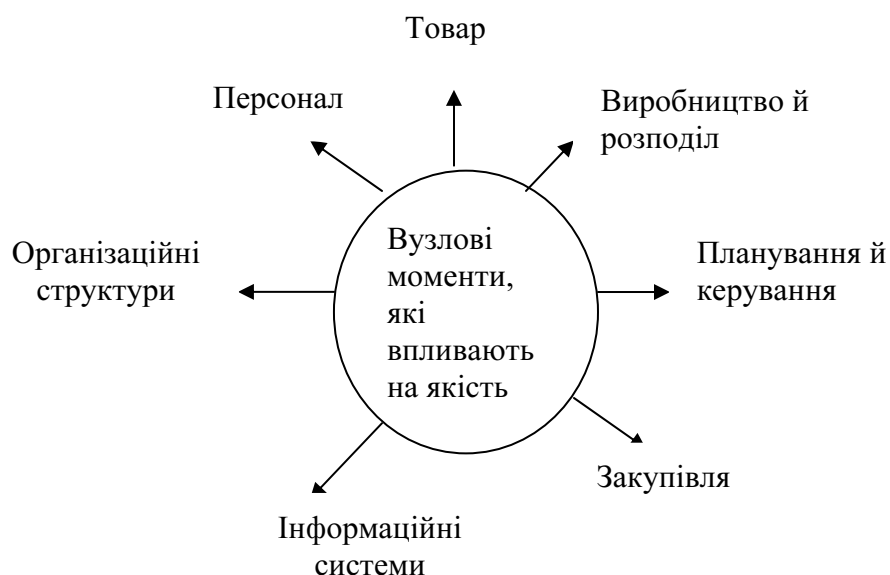 Товар
Персонал
Виробництво й
розподіл
Організаційні
структури
Вузлові
моменти,
які
впливають
на якість
Планування й
керування
Закупівля
Інформаційні
системи